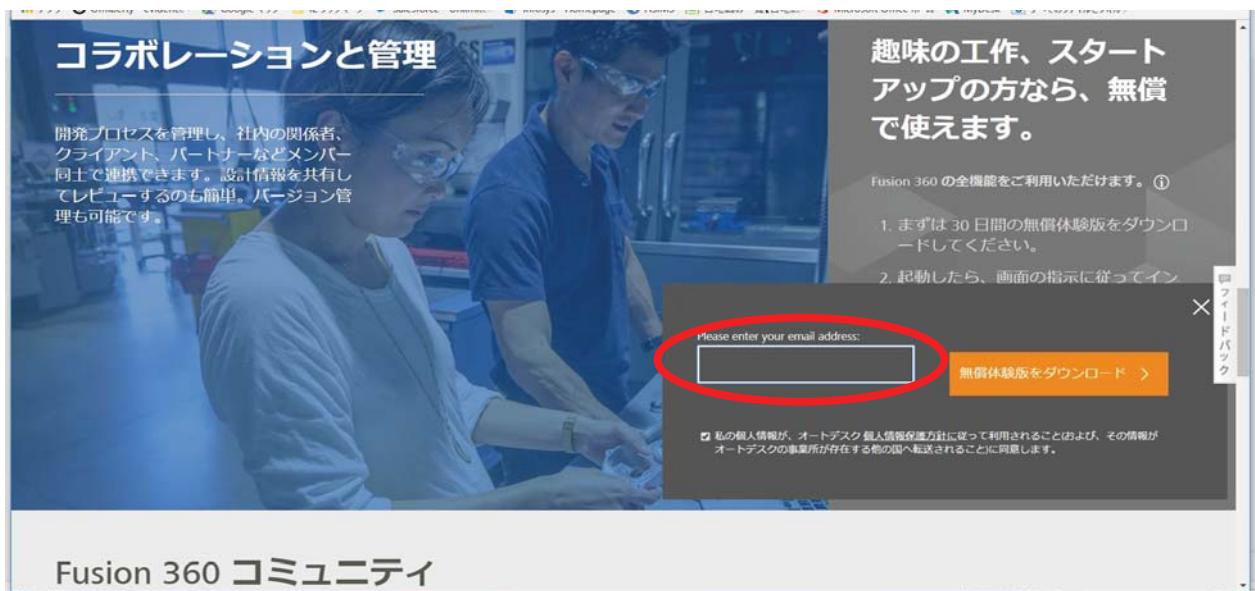 コラボレーションと管理
開発プロセスを管理し、社内の関係者、
クライアント、パートナーなどメンバー
同士で連携できます。設計情報を共有し
てレビューするのも簡単。バージョン管
理も可能です。
趣味の工作、スタート
アップの方なら、無償
で使えます。
Fusion 360 の全機能をご利用いただけます。
1. まずは 30 日間の無償体験版をダウンロ
ードしてください。
2. 起動したら、画面の指示に従ってイン
Please enter your email address:
無償体験版をダウンロード
私の個人情報が、オートデスク 個人情報保護方針に従って利用されること(および、その情報が
オートデスクの事業所が存在する他の国へ転送されること)に同意します。
フィードバック
Fusion 360 コミュニティ